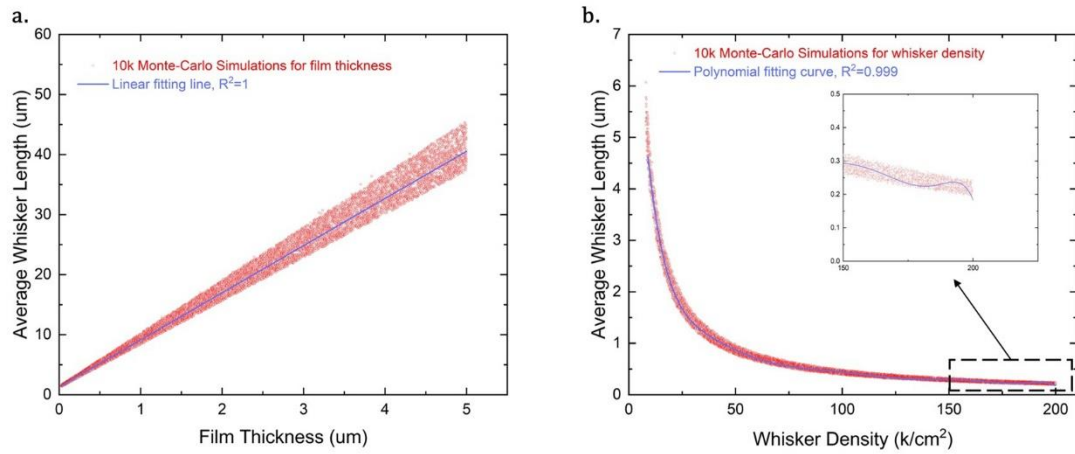 a.
60
50
40
30
20
10
0
10k Monte-Carlo Simulations for film thickness
Linear fitting line, R²=1
Average Whisker Length (um)
0 1 2 3 4 5
Film Thickness (um)
b.
7
6
5
4
3
2
1
0
10k Monte-Carlo Simulations for whisker density
Polynomial fitting curve, R²=0.999
0.5
0.4
0.3
0.2
0.1
0.0
150 200
Average Whisker Length (um)
0 25 50 75 100 125 150 175 200
Whisker Density (k/cm²)